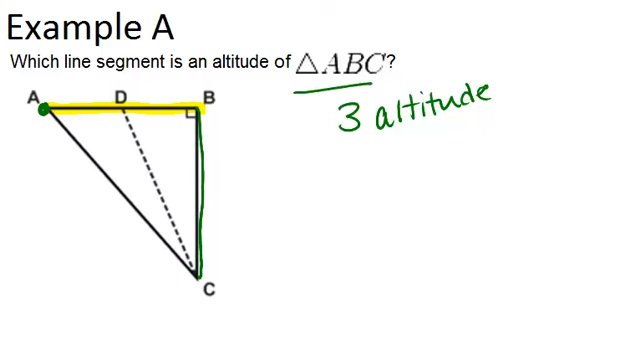 Example A
Which line segment is an altitude of △ABC?
3 altitude
A D B
C